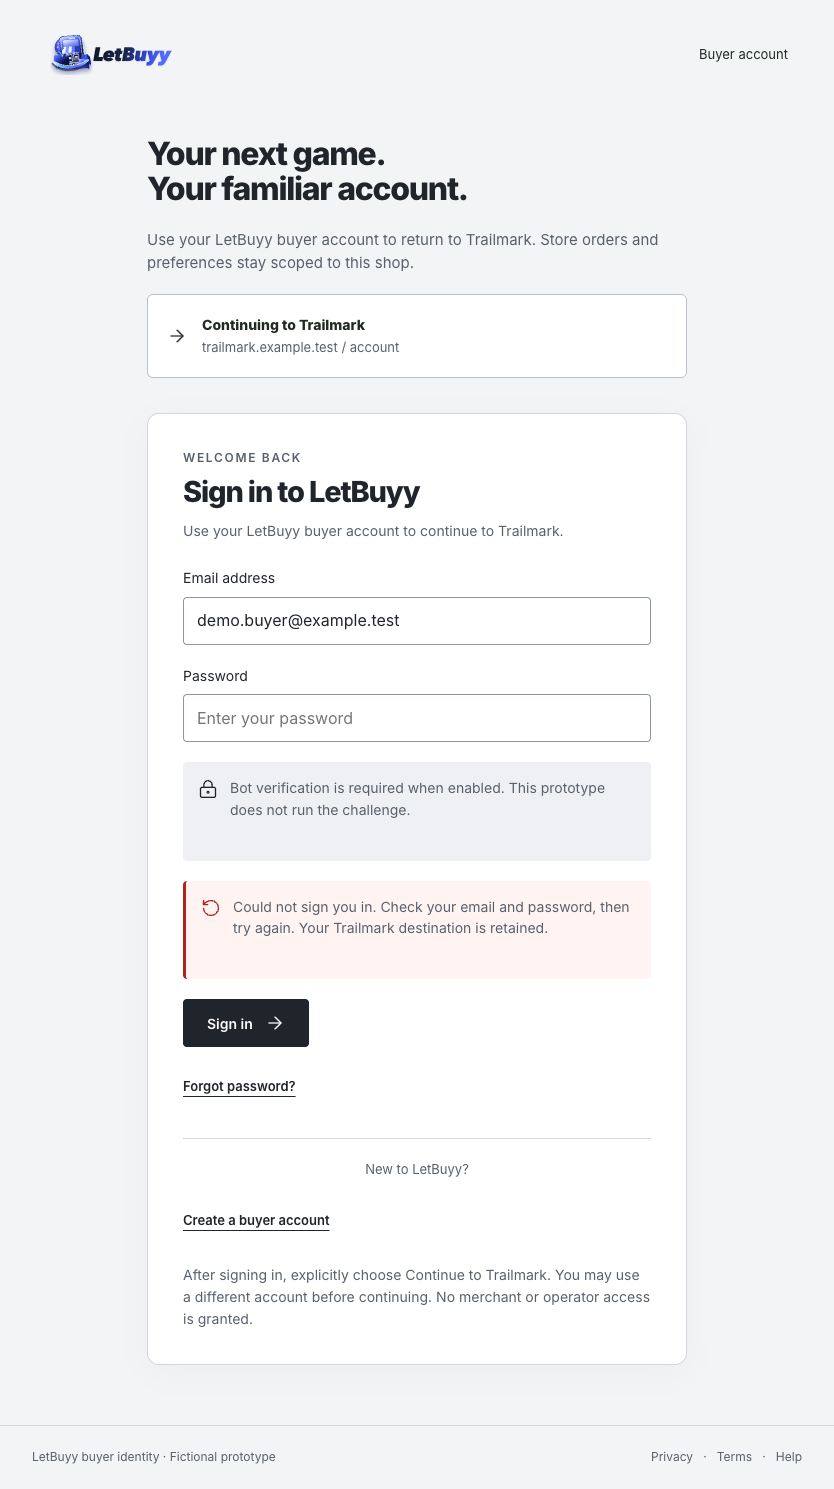 LetBuyy
Buyer account
Your next game.
Your familiar account.
Use your LetBuyy buyer account to return to Trailmark. Store orders and
preferences stay scoped to this shop.
Continuing to Trailmark
trailmark.example.test / account
WELCOME BACK
Sign in to LetBuyy
Use your LetBuyy buyer account to continue to Trailmark.
Email address
demo.buyer@example.test
Password
Enter your password
Bot verification is required when enabled. This prototype
does not run the challenge.
Could not sign you in. Check your email and password, then
try again. Your Trailmark destination is retained.
Sign in
Forgot password?
New to LetBuyy?
Create a buyer account
After signing in, explicitly choose Continue to Trailmark. You may use
a different account before continuing. No merchant or operator access
is granted.
LetBuyy buyer identity · Fictional prototype
Privacy · Terms · Help